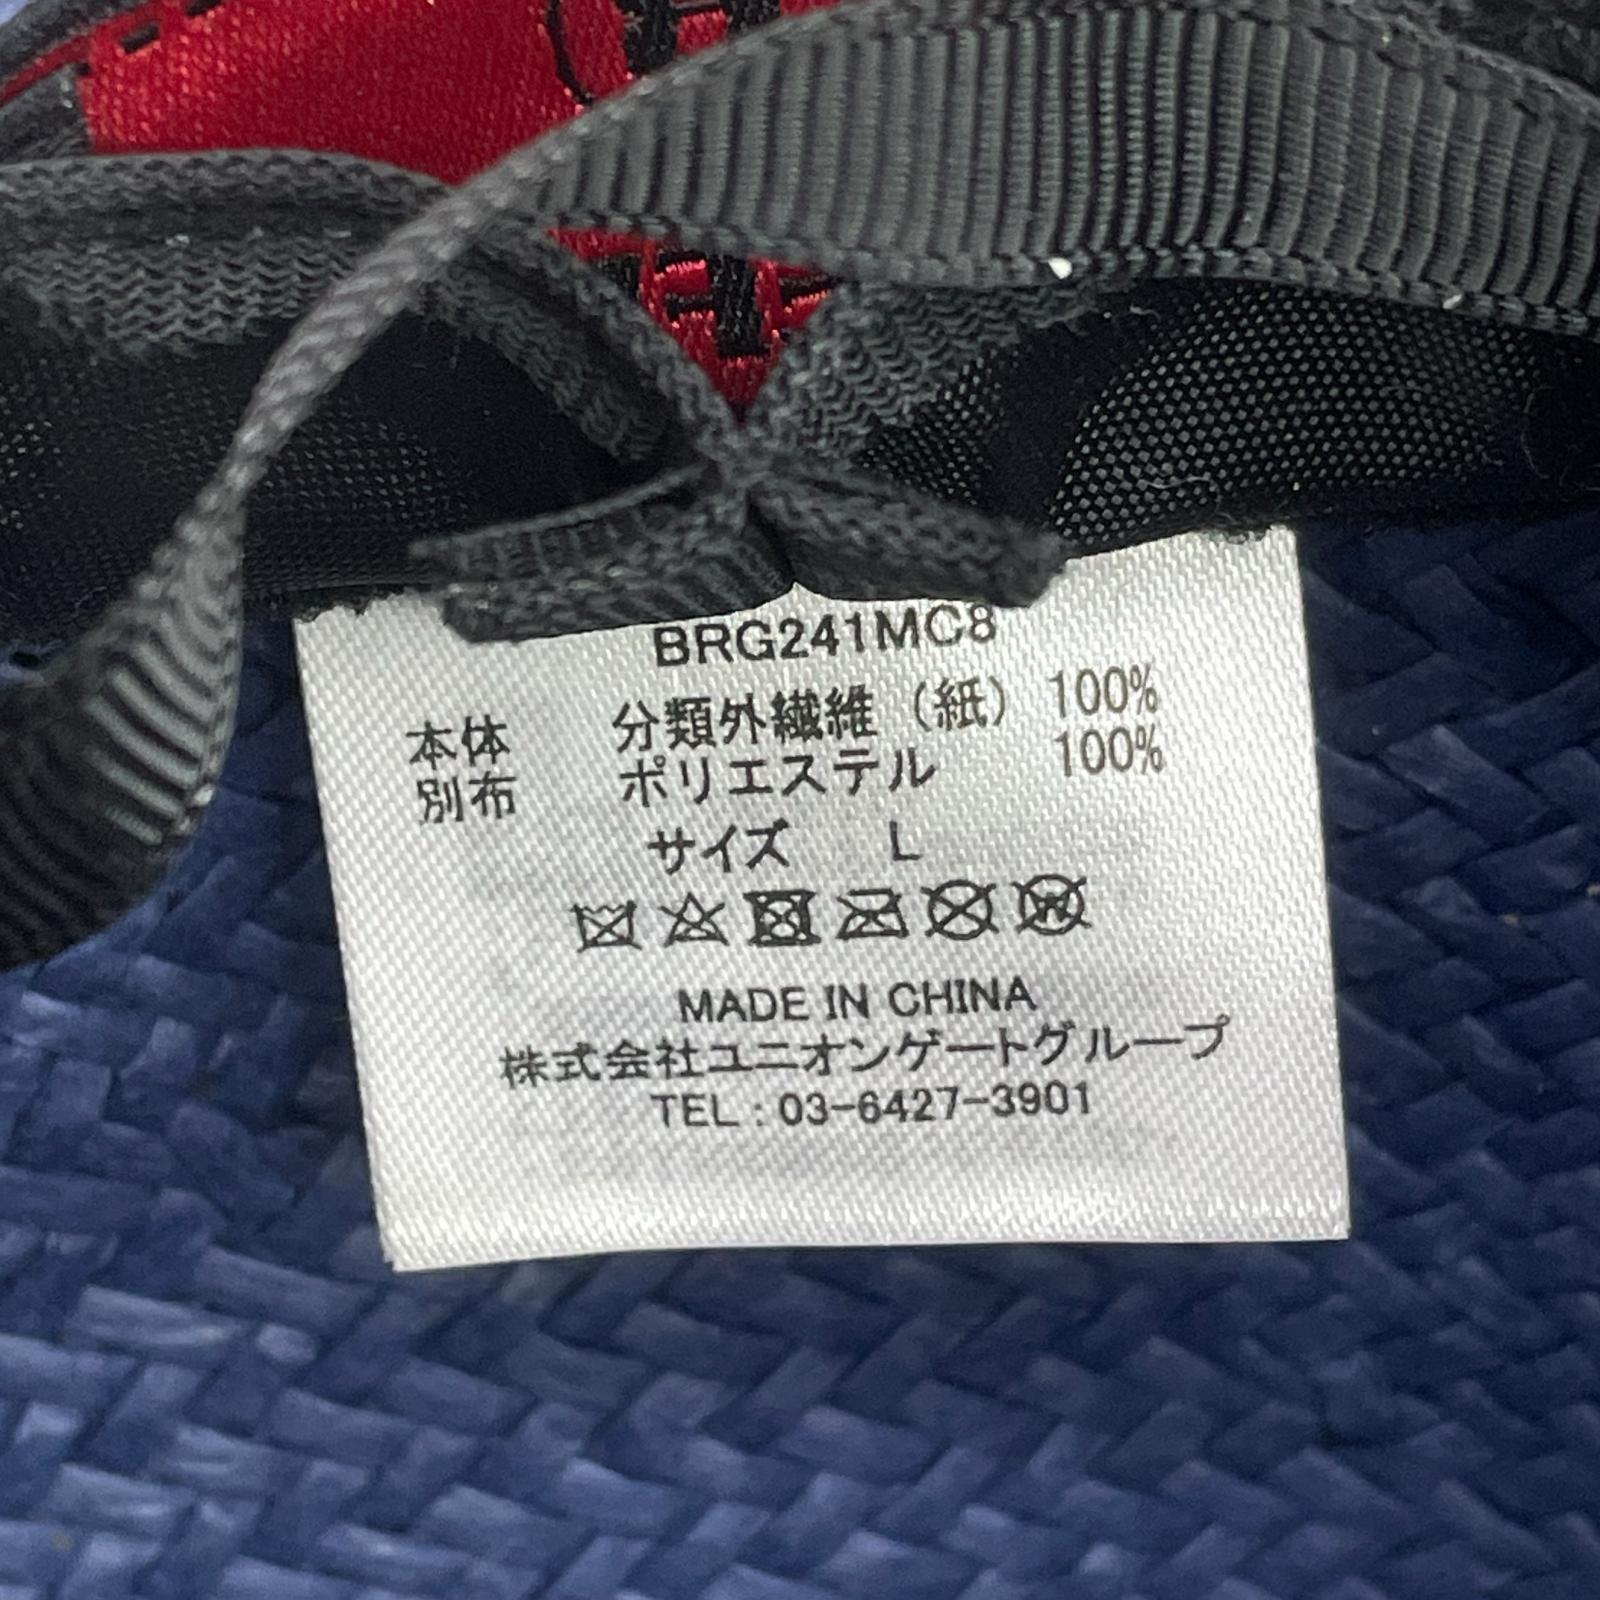 BRG241MC8
本体 分類外繊維（紙） 100%
別布 ポリエステル 100%
サイズ L
MADE IN CHINA
株式会社ユニオンゲートグループ
TEL：03-6427-3901